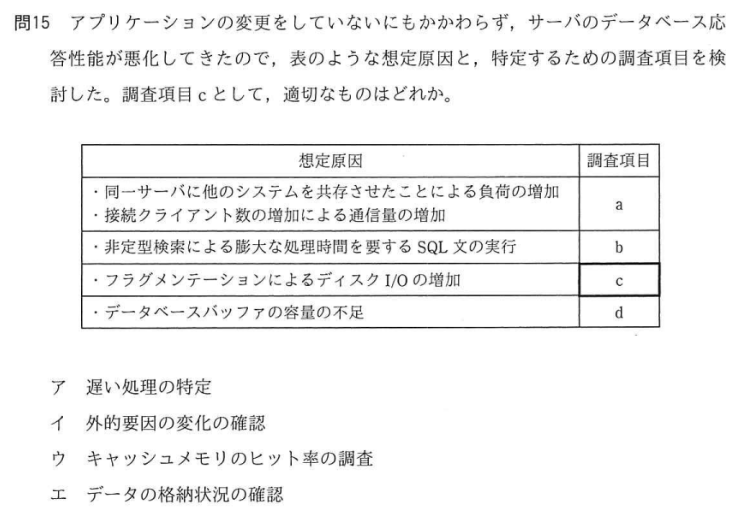 問15 アプリケーションの変更をしていないにもかかわらず，サーバのデータベース応
答性能が悪化してきたので，表のような想定原因と，特定するための調査項目を検
討した。調査項目 c として，適切なものはどれか。
想定原因 調査項目
・同一サーバに他のシステムを共存させたことによる負荷の増加
・接続クライアント数の増加による通信量の増加
a
・非定型検索による膨大な処理時間を要する SQL 文の実行 b
・フラグメンテーションによるディスク I/O の増加 c
・データベースバッファの容量の不足 d
ア 遅い処理の特定
イ 外的要因の変化の確認
ウ キャッシュメモリのヒット率の調査
エ データの格納状況の確認